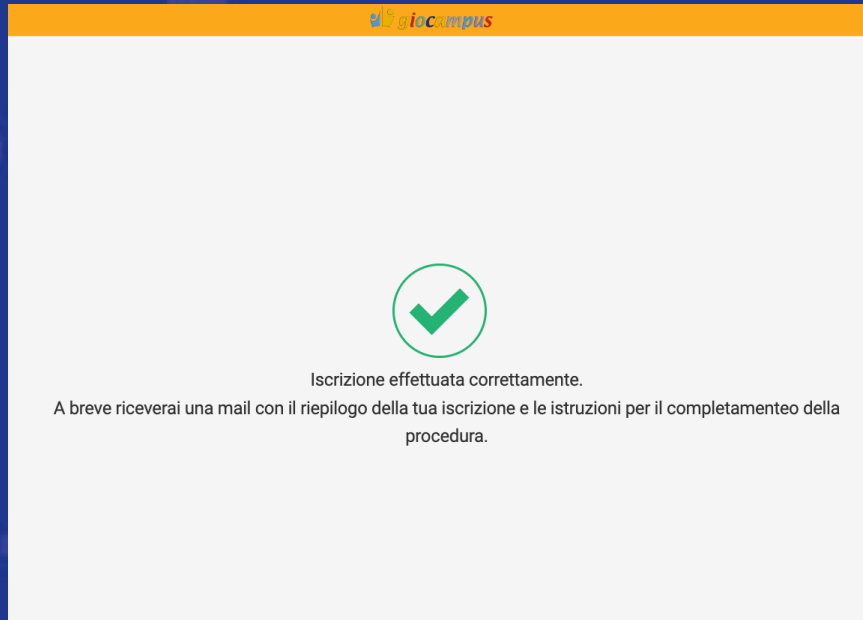 giocampus
Iscrizione effettuata correttamente.
A breve riceverai una mail con il riepilogo della tua iscrizione e le istruzioni per il completamenteo della
procedura.